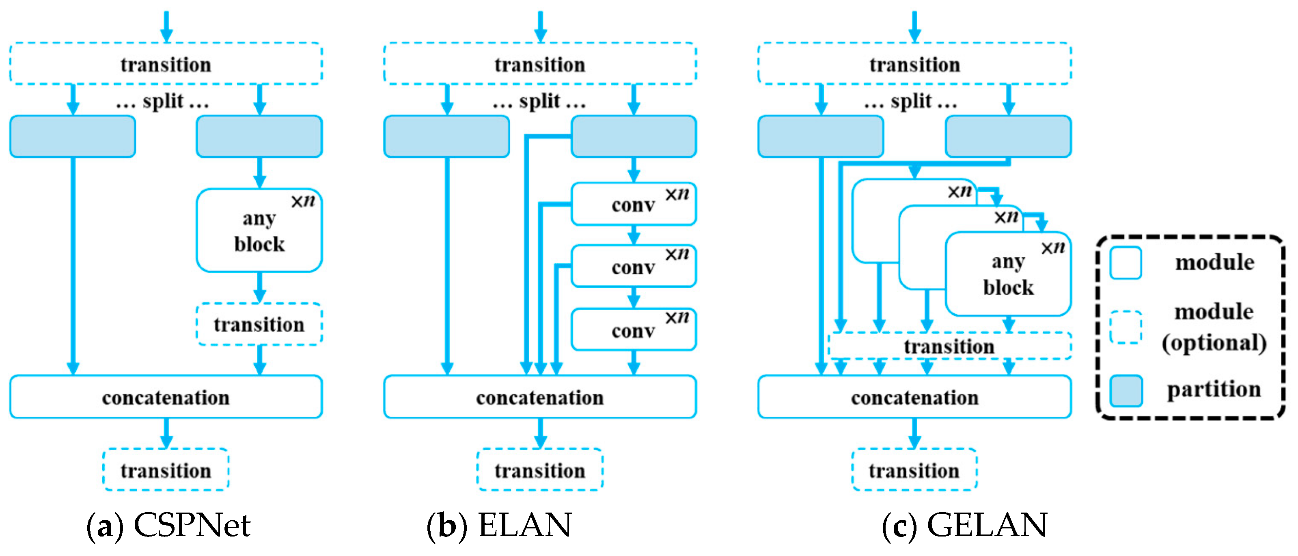 transition
… split …
any
block
×n
transition
concatenation
transition
(a) CSPNet
transition
… split …
conv ×n
conv ×n
conv ×n
concatenation
transition
(b) ELAN
transition
… split …
×n
×n
×n
any
block
transition
concatenation
transition
(c) GELAN
module
module
(optional)
partition